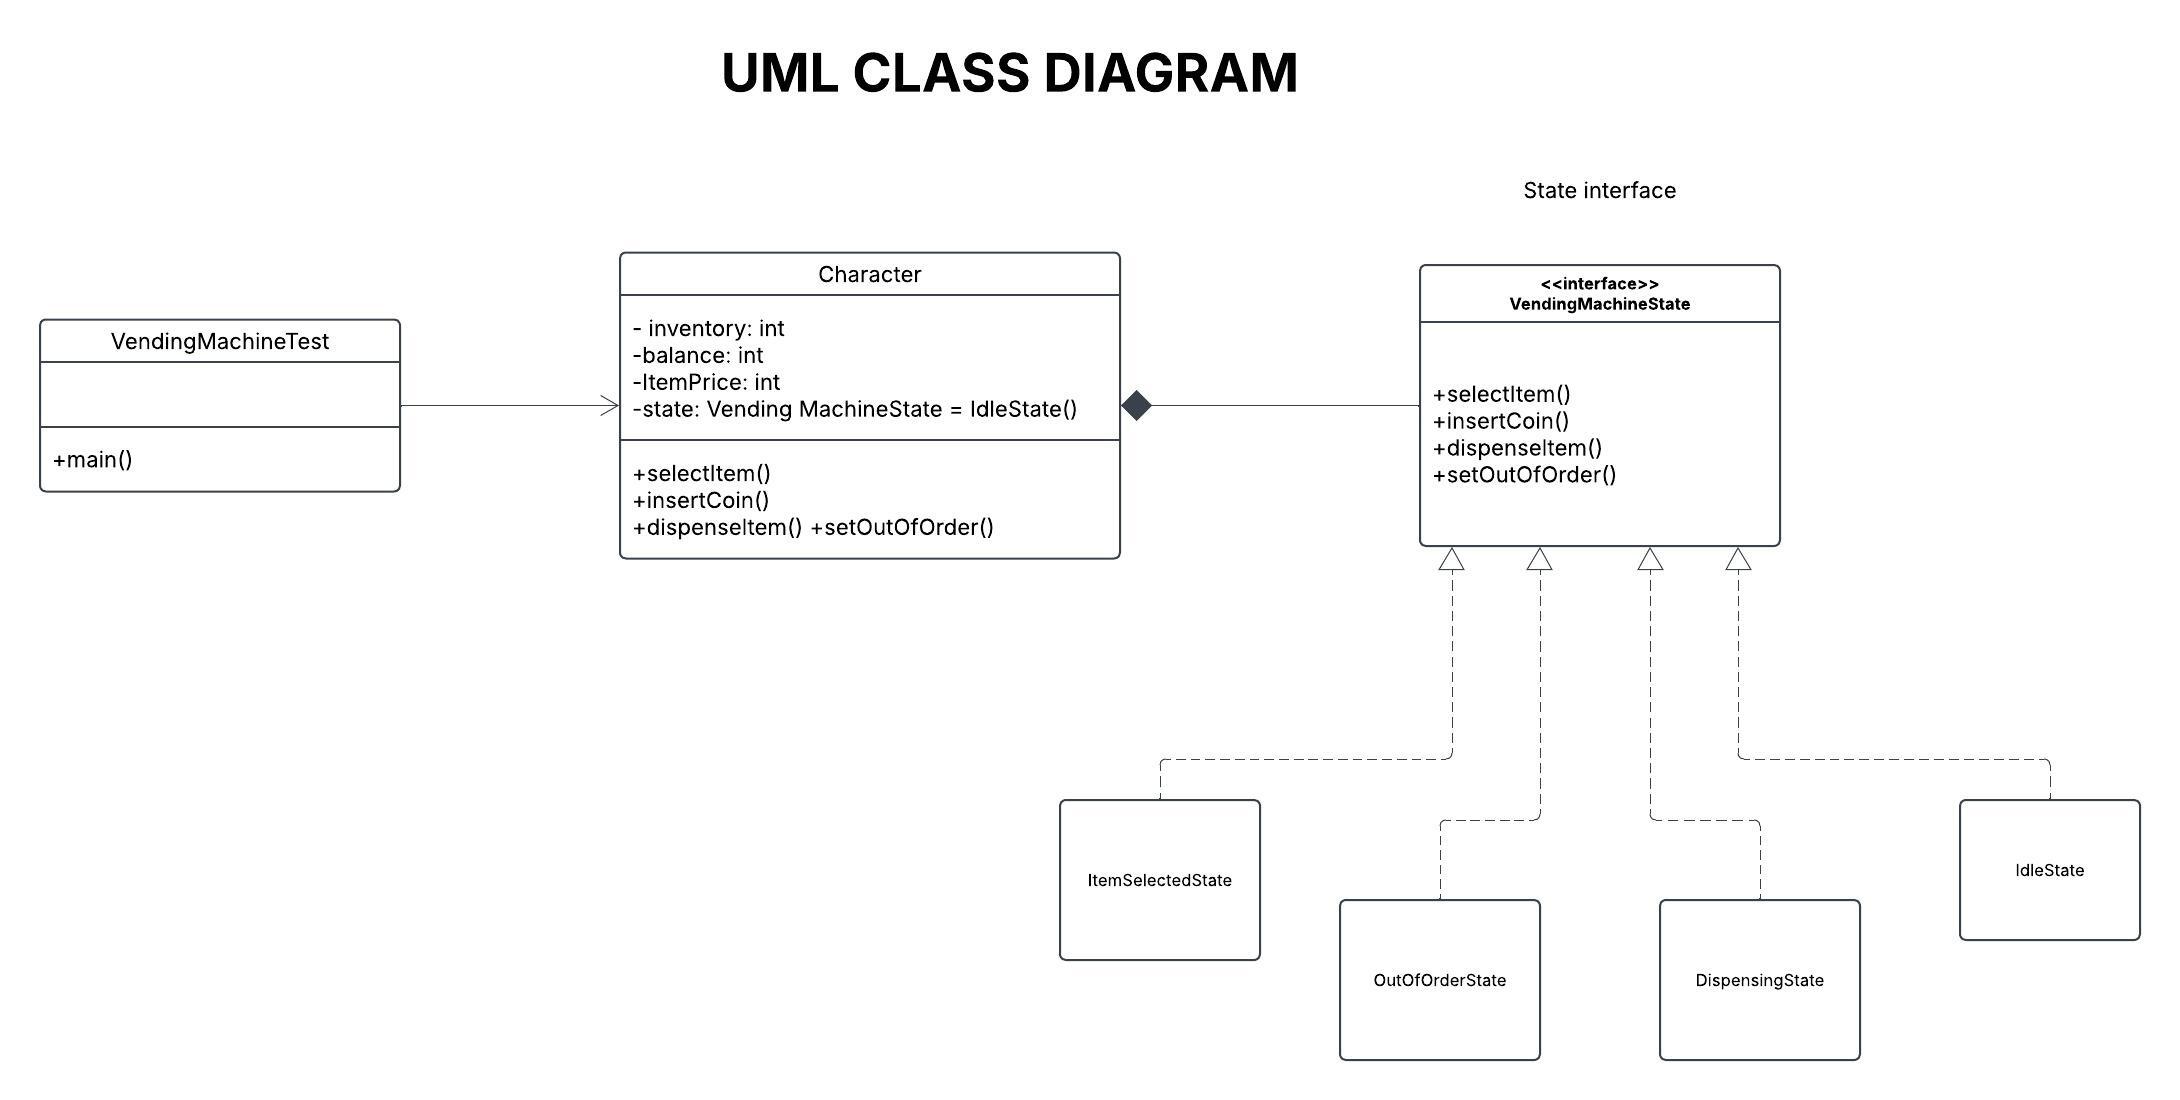 UML CLASS DIAGRAM
State interface
VendingMachineTest
+main()
Character
- inventory: int
-balance: int
-ItemPrice: int
-state: Vending MachineState = IdleState()
+selectItem()
+insertCoin()
+dispenseItem() +setOutOfOrder()
<<interface>>
VendingMachineState
+selectItem()
+insertCoin()
+dispenseItem()
+setOutOfOrder()
ItemSelectedState
OutOfOrderState
DispensingState
IdleState